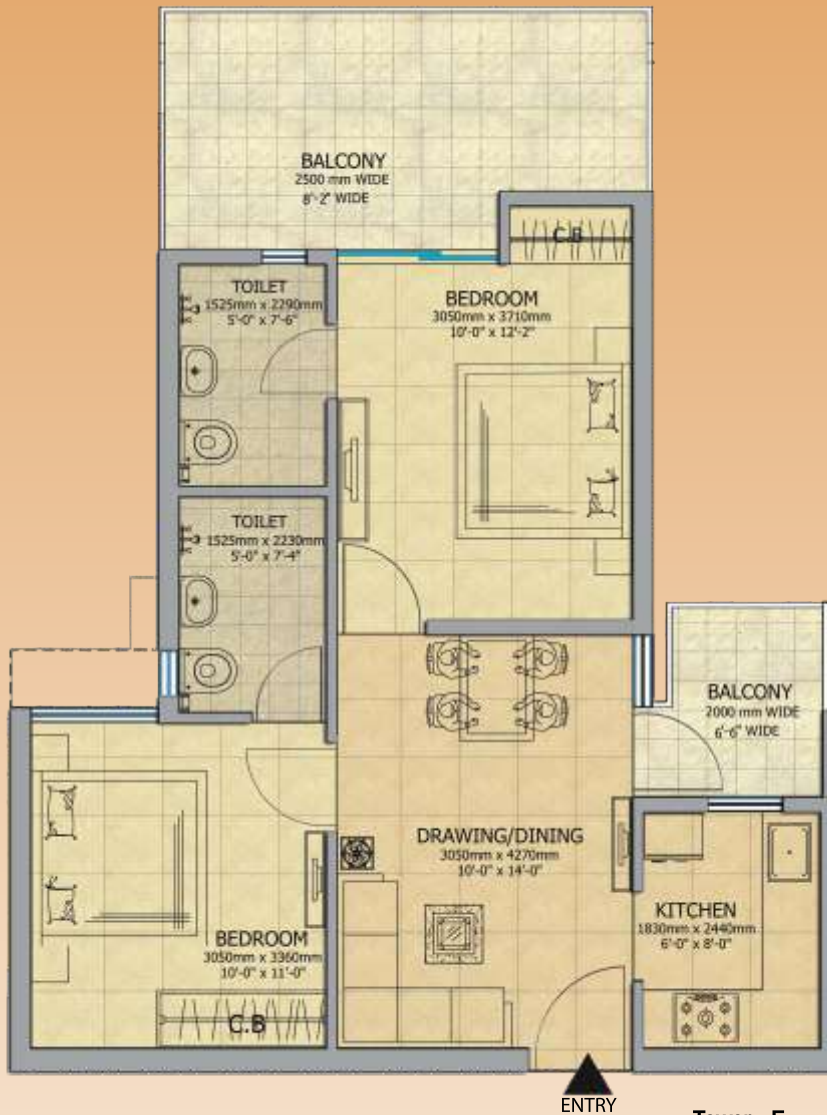 BALCONY
2500 mm WIDE
8'-2" WIDE
C.B
TOILET
1525mm x 2290mm
5'-0" x 7'-6"
BEDROOM
3050mm x 3710mm
10'-0" x 12'-2"
TOILET
1525mm x 2230mm
5'-0" x 7'-4"
BALCONY
2000 mm WIDE
6'-6" WIDE
DRAWING/DINING
3050mm x 4270mm
10'-0" x 14'-0"
KITCHEN
1830mm x 2440mm
6'-0" x 8'-0"
BEDROOM
3050mm x 3360mm
10'-0" x 11'-0"
C.B
ENTRY